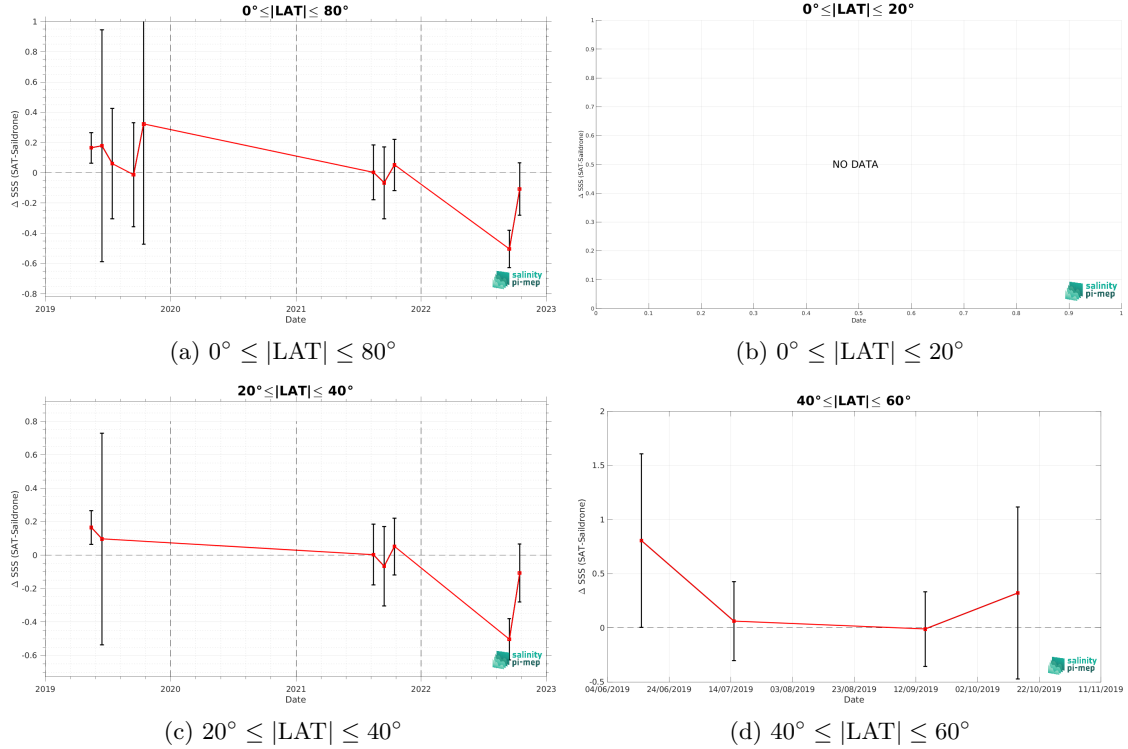 0°≤|LAT|≤ 80°
Δ SSS (SAT-Saildrone)
1
0.8
0.6
0.4
0.2
0
-0.2
-0.4
-0.6
-0.8
2019
2020
2021
2022
2023
Date
salinity
pi-mep
(a) 0° ≤ |LAT| ≤ 80°
0°≤|LAT|≤ 20°
Δ SSS (SAT-Saildrone)
1
0.9
0.8
0.7
0.6
0.5
0.4
0.3
0.2
0.1
0
NO DATA
0
0.1
0.2
0.3
0.4
0.5
0.6
0.7
0.8
0.9
1
Date
salinity
pi-mep
(b) 0° ≤ |LAT| ≤ 20°
20°≤|LAT|≤ 40°
Δ SSS (SAT-Saildrone)
0.8
0.6
0.4
0.2
0
-0.2
-0.4
-0.6
2019
2020
2021
2022
2023
Date
salinity
pi-mep
(c) 20° ≤ |LAT| ≤ 40°
40°≤|LAT|≤ 60°
Δ SSS (SAT-Saildrone)
2
1.5
1
0.5
0
-0.5
04/06/2019
24/06/2019
14/07/2019
03/08/2019
23/08/2019
12/09/2019
02/10/2019
22/10/2019
11/11/2019
Date
salinity
pi-mep
(d) 40° ≤ |LAT| ≤ 60°